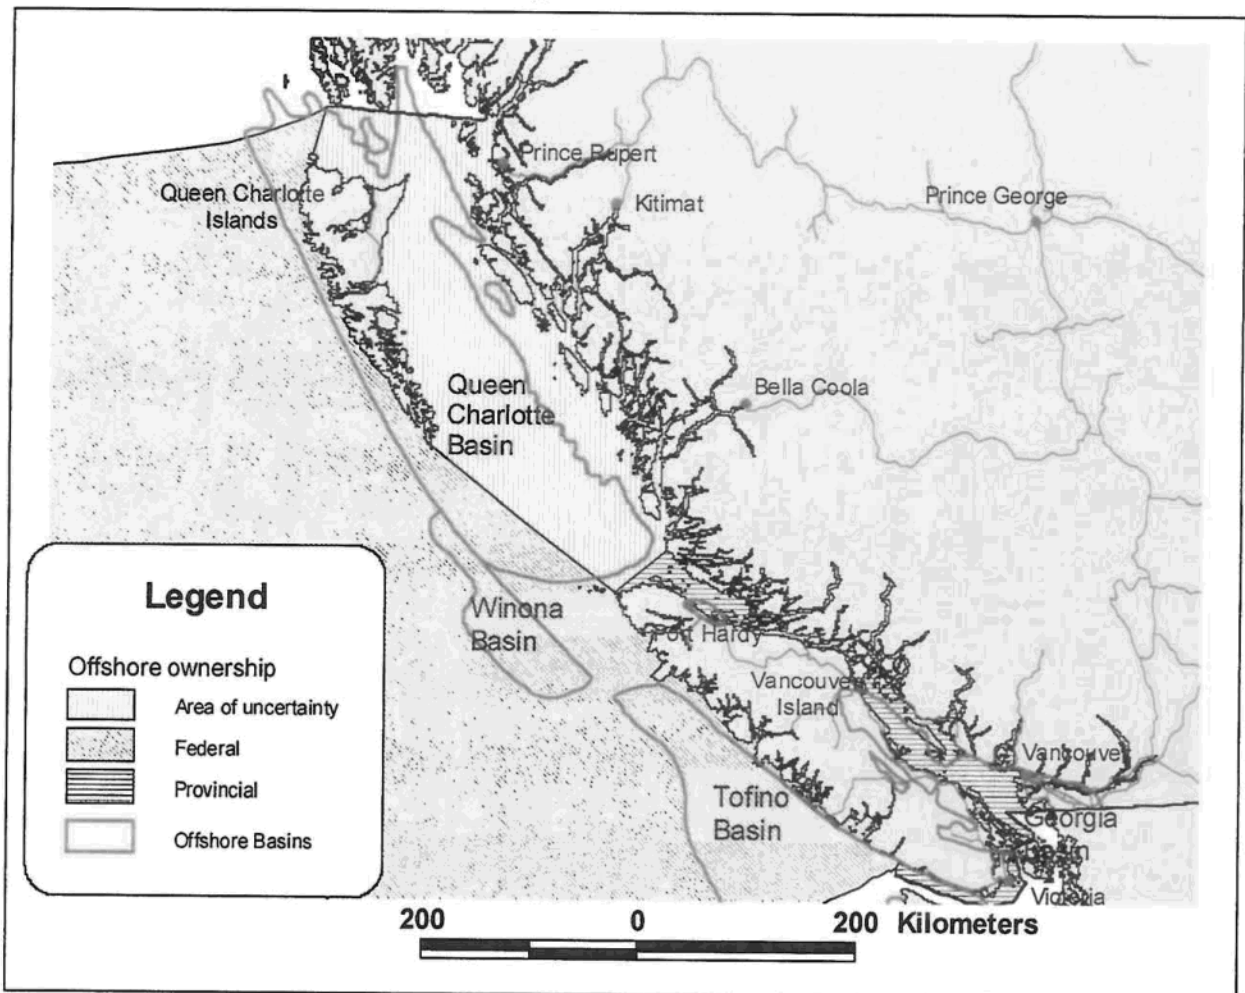 Prince Rupert
Queen Charlotte
Islands
Kitimat
Prince George
Queen
Charlotte
Basin
Bella Coola
Winona
Basin
Port Hardy
Vancouver
Island
Vancouver
Tofino
Basin
Georgia
Victoria
Legend
Offshore ownership
Area of uncertainty
Federal
Provincial
Offshore Basins
200 0 200 Kilometers